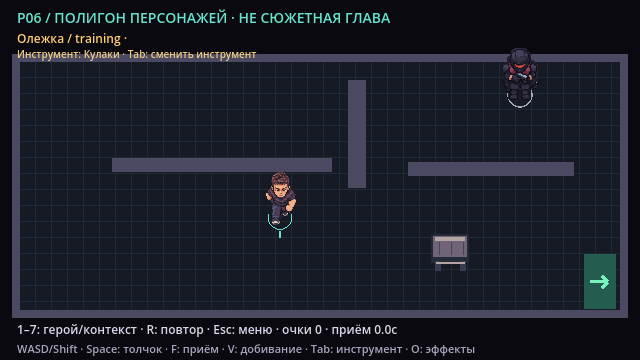 P06 / ПОЛИГОН ПЕРСОНАЖЕЙ · НЕ СЮЖЕТНАЯ ГЛАВА
Олежка / training ·
Инструмент: Кулаки · Tab: сменить инструмент
1–7: герой/контекст · R: повтор · Esc: меню · очки 0 · приём 0.0с
WASD/Shift · Space: толчок · F: приём · V: добивание · Tab: инструмент · O: эффекты